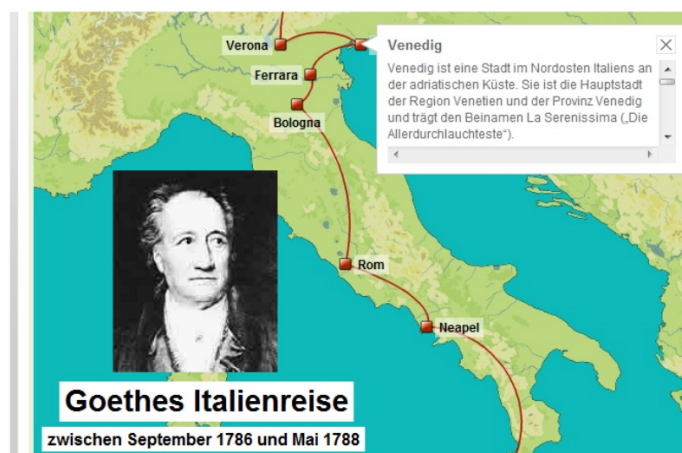 Verona
Venedig
Venedig ist eine Stadt im Nordosten Italiens an
der adriatischen Küste. Sie ist die Hauptstadt
der Region Venetien und der Provinz Venedig
und trägt den Beinamen La Serenissima („Die
Allerdurchlauchteste“).
Ferrara
Bologna
Rom
Neapel
Goethes Italienreise
zwischen September 1786 und Mai 1788